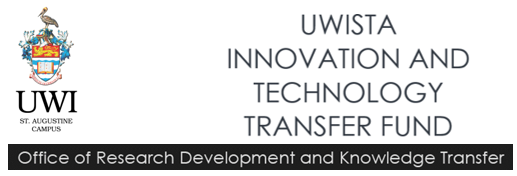 UWI
ST. AUGUSTINE
CAMPUS
UWISTA
INNOVATION AND
TECHNOLOGY
TRANSFER FUND
Office of Research Development and Knowledge Transfer